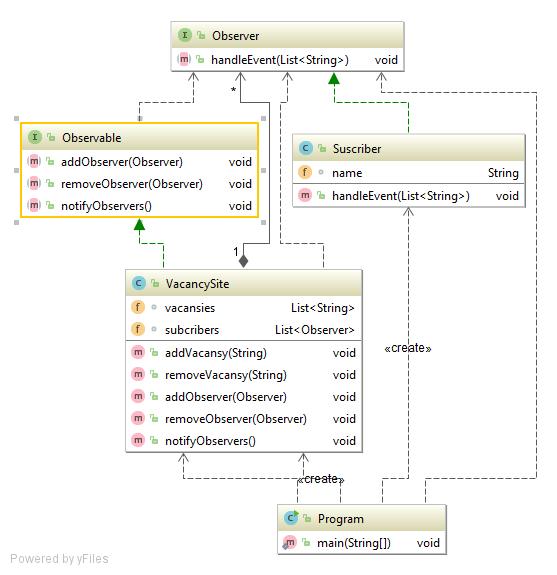 Observer
handleEvent(List<String>) void
*
Observable
addObserver(Observer) void
removeObserver(Observer) void
notifyObservers() void
Suscriber
name String
handleEvent(List<String>) void
1
VacancySite
vacansies List<String>
subcribers List<Observer>
addVacansy(String) void
removeVacansy(String) void
addObserver(Observer) void
removeObserver(Observer) void
notifyObservers() void
«create»
«create»
Program
main(String[]) void
Powered by yFiles